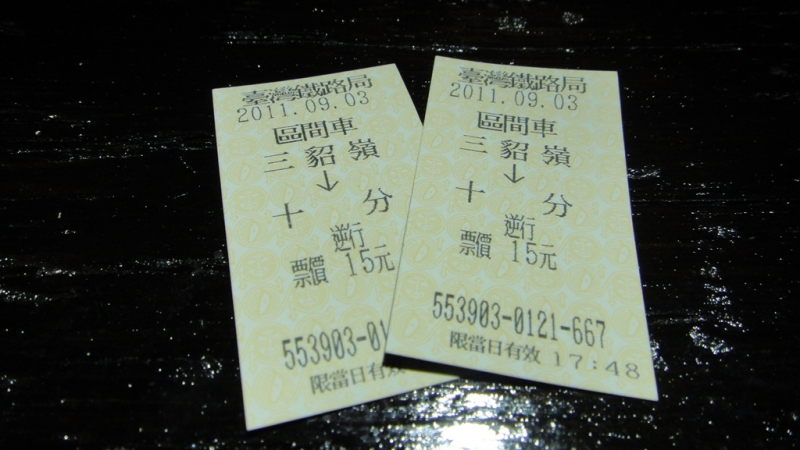 臺灣鐵路局
2011.09.03
區間車
三貂嶺
↓
十分
逆行
票價 15元
553903-01
限當日有效
臺灣鐵路局
2011.09.03
區間車
三貂嶺
↓
十分
逆行
票價 15元
553903-0121-667
限當日有效 17:48